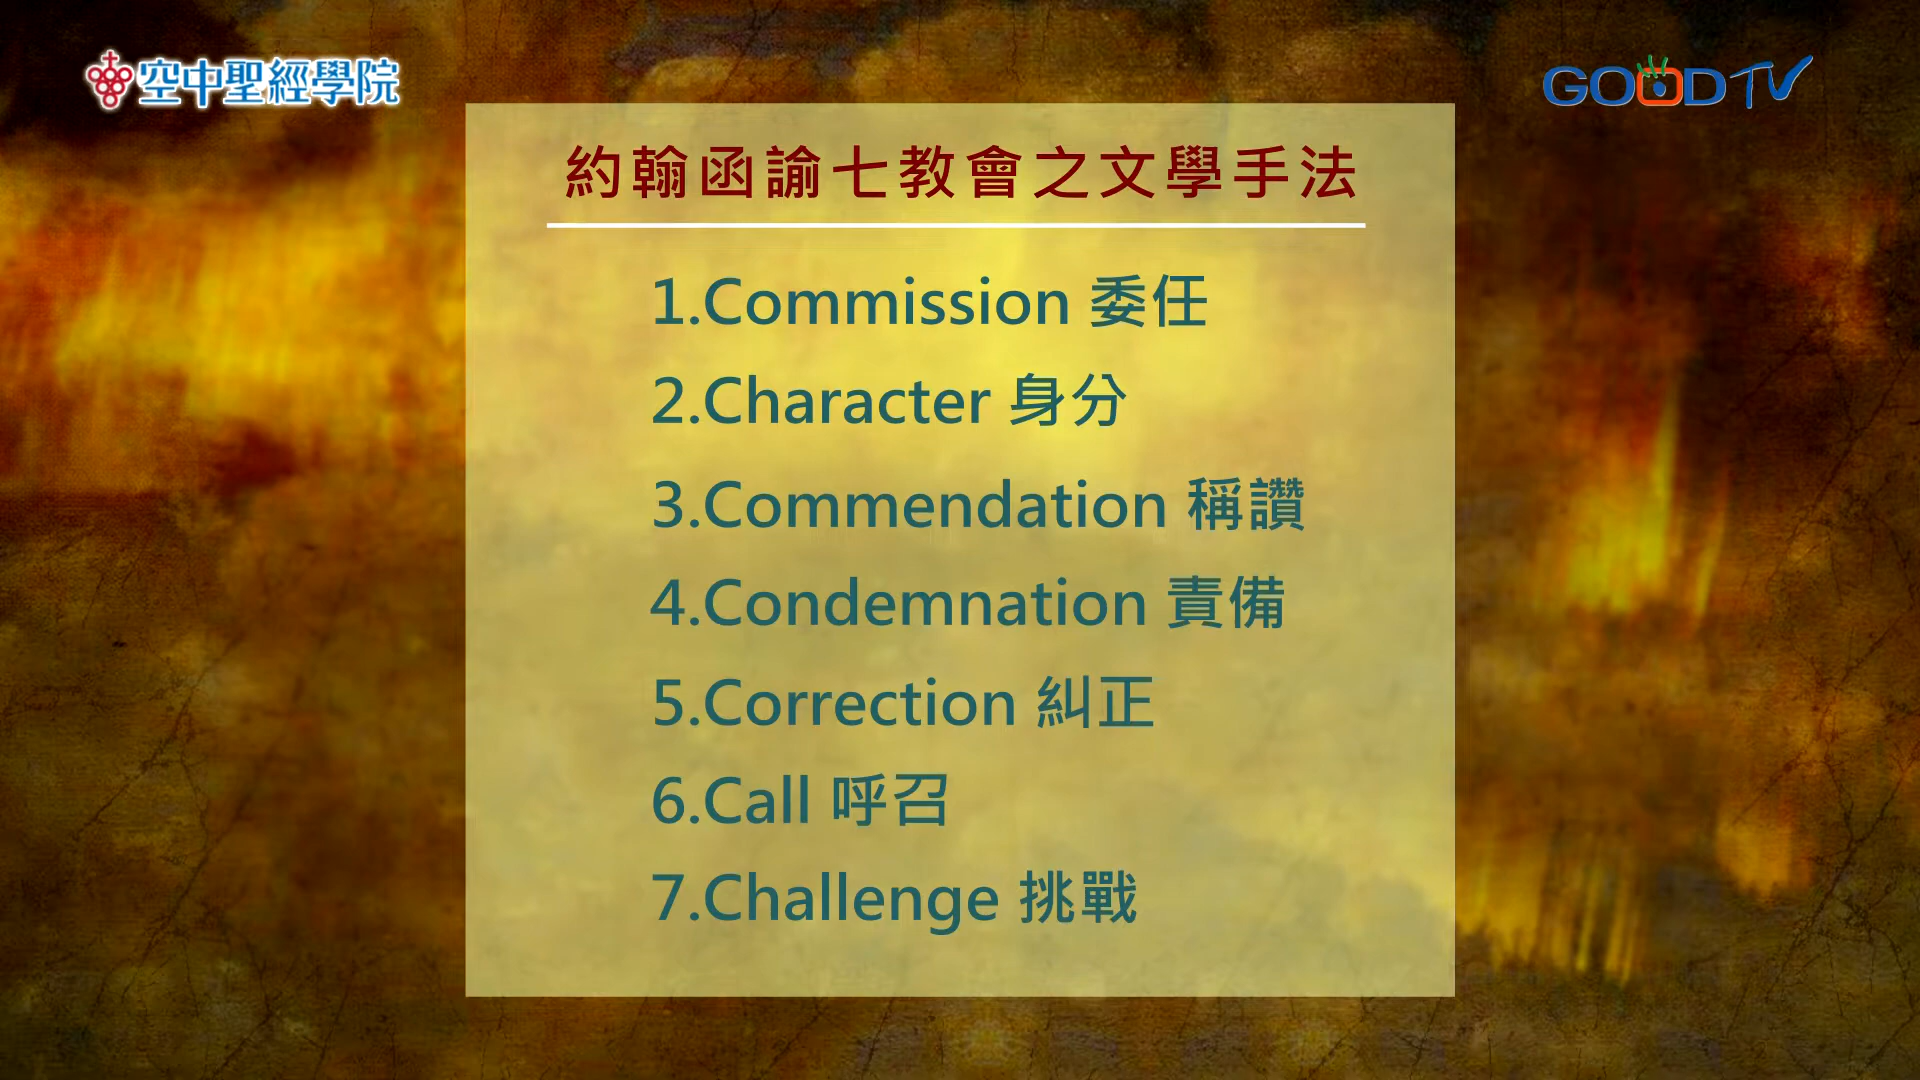 空中聖經學院
GOODTV
約翰函諭七教會之文學手法
1.Commission 委任
2.Character 身分
3.Commendation 稱讚
4.Condemnation 責備
5.Correction 糾正
6.Call 呼召
7.Challenge 挑戰